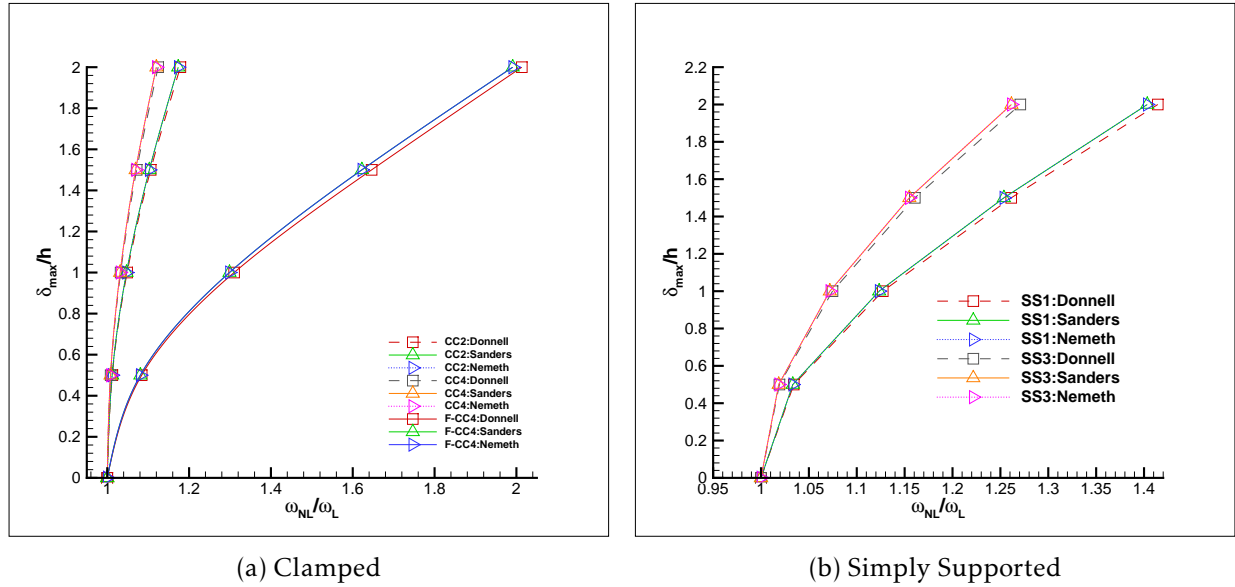 δmax/h
2
1.8
1.6
1.4
1.2
1
0.8
0.6
0.4
0.2
0
1 1.2 1.4 1.6 1.8 2
ωNL/ωL
CC2:Donnell
CC2:Sanders
CC2:Nemeth
CC4:Donnell
CC4:Sanders
CC4:Nemeth
F-CC4:Donnell
F-CC4:Sanders
F-CC4:Nemeth
(a) Clamped
δmax/h
2.2
2
1.8
1.6
1.4
1.2
1
0.8
0.6
0.4
0.2
0
0.95 1 1.05 1.1 1.15 1.2 1.25 1.3 1.35 1.4
ωNL/ωL
SS1:Donnell
SS1:Sanders
SS1:Nemeth
SS3:Donnell
SS3:Sanders
SS3:Nemeth
(b) Simply Supported